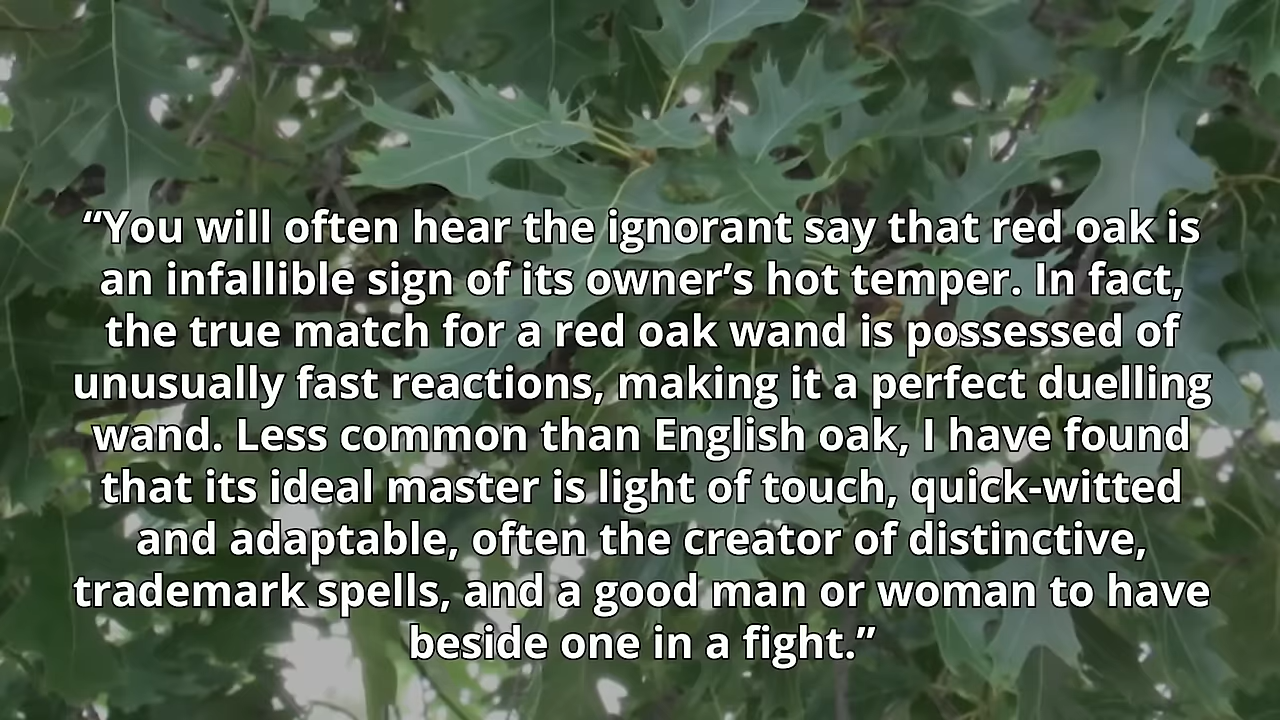 “You will often hear the ignorant say that red oak is
an infallible sign of its owner’s hot temper. In fact,
the true match for a red oak wand is possessed of
unusually fast reactions, making it a perfect duelling
wand. Less common than English oak, I have found
that its ideal master is light of touch, quick-witted
and adaptable, often the creator of distinctive,
trademark spells, and a good man or woman to have
beside one in a fight.”